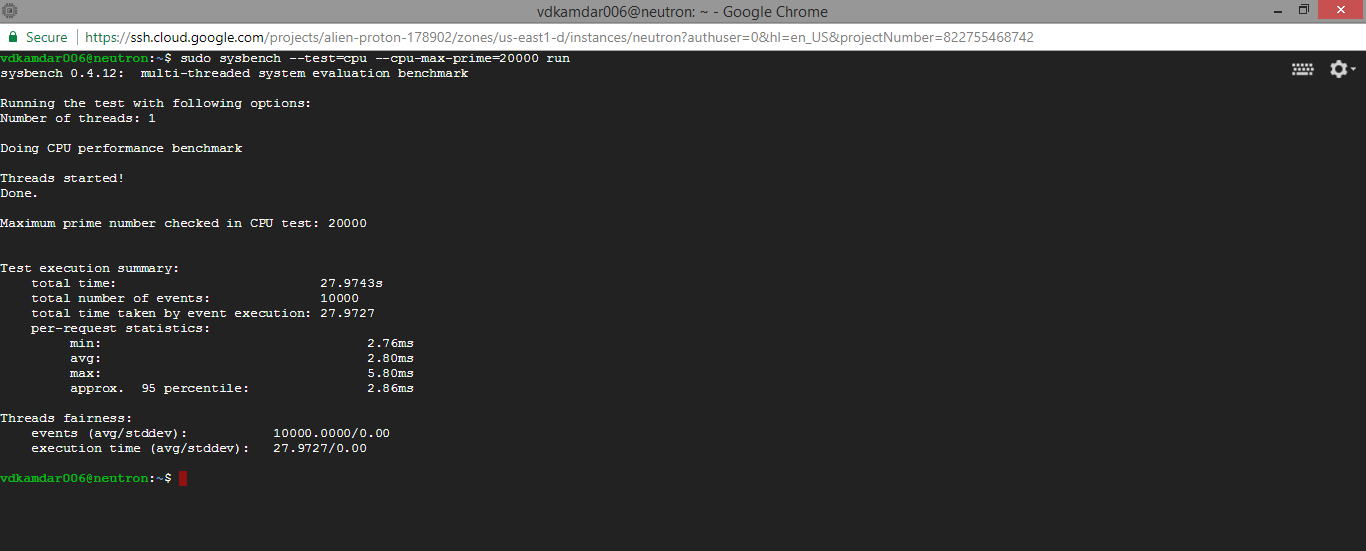 vdkamdar006@neutron: ~ - Google Chrome
Secure | https://ssh.cloud.google.com/projects/alien-proton-178902/zones/us-east1-d/instances/neutron?authuser=0&hl=en_US&projectNumber=822755468742
vdkamdar006@neutron:~$ sudo sysbench --test=cpu --cpu-max-prime=20000 run
sysbench 0.4.12:  multi-threaded system evaluation benchmark
Running the test with following options:
Number of threads: 1
Doing CPU performance benchmark
Threads started!
Done.
Maximum prime number checked in CPU test: 20000
Test execution summary:
total time: 27.9743s
total number of events: 10000
total time taken by event execution: 27.9727
per-request statistics:
min: 2.76ms
avg: 2.80ms
max: 5.80ms
approx.  95 percentile: 2.86ms
Threads fairness:
events (avg/stddev): 10000.0000/0.00
execution time (avg/stddev): 27.9727/0.00
vdkamdar006@neutron:~$